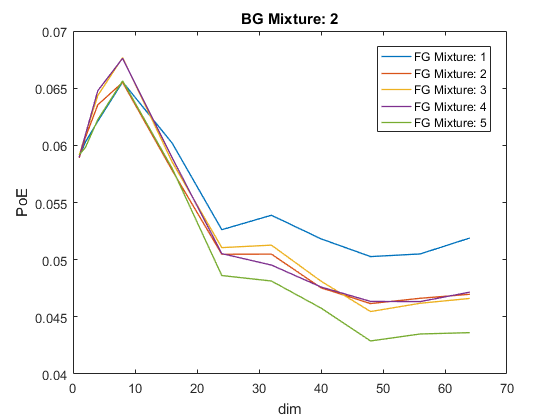 BG Mixture: 2
0.07
0.065
0.06
0.055
0.05
0.045
0.04
PoE
FG Mixture: 1
FG Mixture: 2
FG Mixture: 3
FG Mixture: 4
FG Mixture: 5
0 10 20 30 40 50 60 70
dim